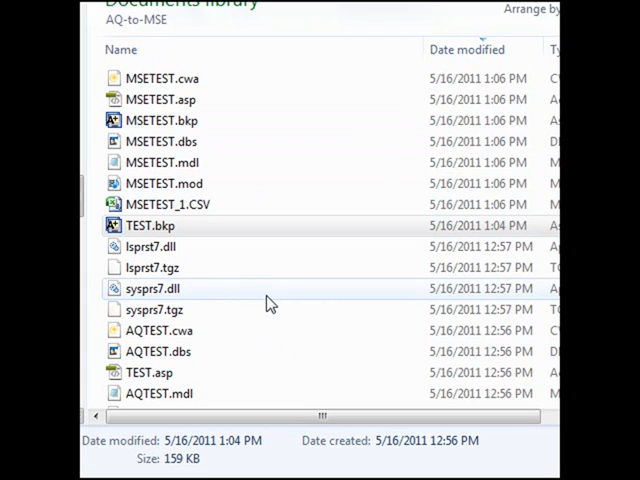 Documents library
Arrange by
AQ-to-MSE
Name Date modified
MSETEST.cwa 5/16/2011 1:06 PM
MSETEST.asp 5/16/2011 1:06 PM
MSETEST.bkp 5/16/2011 1:06 PM
MSETEST.dbs 5/16/2011 1:06 PM
MSETEST.mdl 5/16/2011 1:06 PM
MSETEST.mod 5/16/2011 1:06 PM
MSETEST_1.CSV 5/16/2011 1:06 PM
TEST.bkp 5/16/2011 1:04 PM
lsprst7.dll 5/16/2011 12:57 PM
lsprst7.tgz 5/16/2011 12:57 PM
sysprs7.dll 5/16/2011 12:57 PM
sysprs7.tgz 5/16/2011 12:57 PM
AQTEST.cwa 5/16/2011 12:56 PM
AQTEST.dbs 5/16/2011 12:56 PM
TEST.asp 5/16/2011 12:56 PM
AQTEST.mdl 5/16/2011 12:56 PM
Date modified: 5/16/2011 1:04 PM Date created: 5/16/2011 12:56 PM
Size: 159 KB